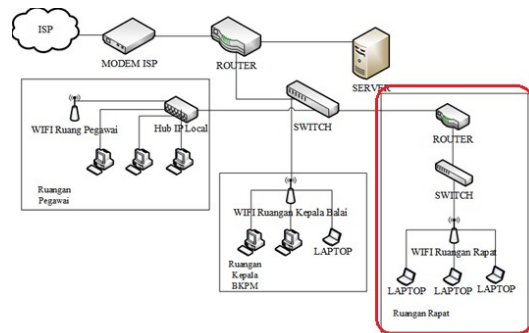 ISP
MODEM ISP
ROUTER
SERVER
WIFI Ruang Pegawai
Hub IP Local
SWITCH
ROUTER
Ruangan
Pegawai
SWITCH
WIFI Ruangan Kepala Balai
WIFI Ruangan Rapat
Ruangan
Kepala
BKPM
LAPTOP
LAPTOP
LAPTOP
LAPTOP
Ruangan Rapat